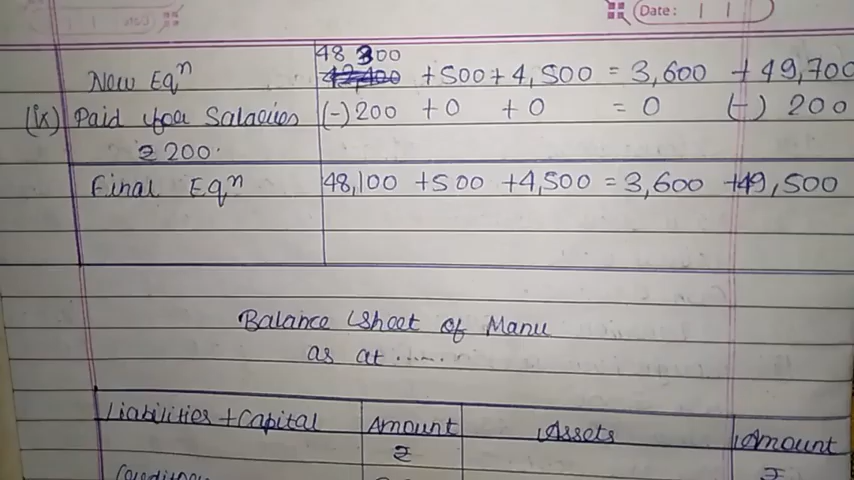 Date:
48 300
New Eqⁿ +500+4,500 = 3,600 +49,700
(ix) Paid for Salaries (-)200 +0 +0 = 0 (-) 200
₹200.
Final Eqⁿ 48,100 +500 +4,500=3,600 +49,500
Balance Sheet of Manu
as at ......
Liabilities + Capital Amount Assets Amount
₹ ₹